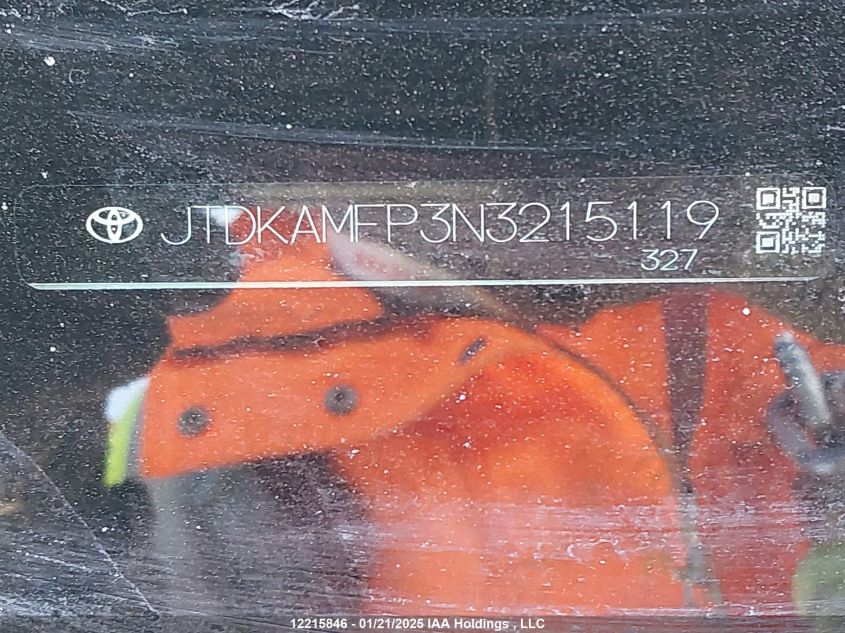 JTDKAMFP3N3215119
327
12215846 - 01/21/2025 IAA Holdings , LLC